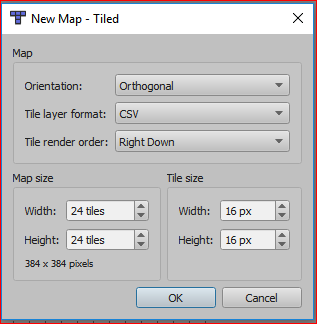 New Map - Tiled
Map
Orientation: Orthogonal
Tile layer format: CSV
Tile render order: Right Down
Map size Tile size
Width: 24 tiles Width: 16 px
Height: 24 tiles Height: 16 px
384 x 384 pixels
OK Cancel